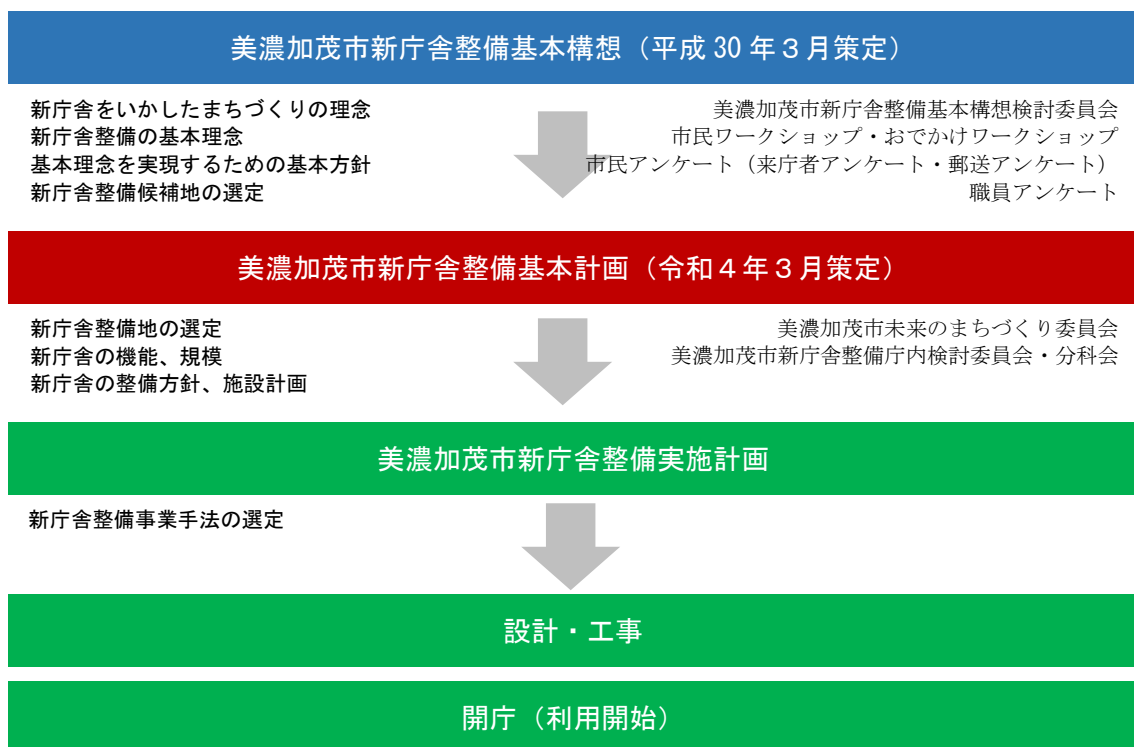 美濃加茂市新庁舎整備基本構想（平成30年３月策定）
新庁舎をいかしたまちづくりの理念
新庁舎整備の基本理念
基本理念を実現するための基本方針
新庁舎整備候補地の選定
美濃加茂市新庁舎整備基本構想検討委員会
市民ワークショップ・おでかけワークショップ
市民アンケート（来庁者アンケート・郵送アンケート）
職員アンケート
美濃加茂市新庁舎整備基本計画（令和４年３月策定）
新庁舎整備地の選定
新庁舎の機能、規模
新庁舎の整備方針、施設計画
美濃加茂市未来のまちづくり委員会
美濃加茂市新庁舎整備庁内検討委員会・分科会
美濃加茂市新庁舎整備実施計画
新庁舎整備事業手法の選定
設計・工事
開庁（利用開始）